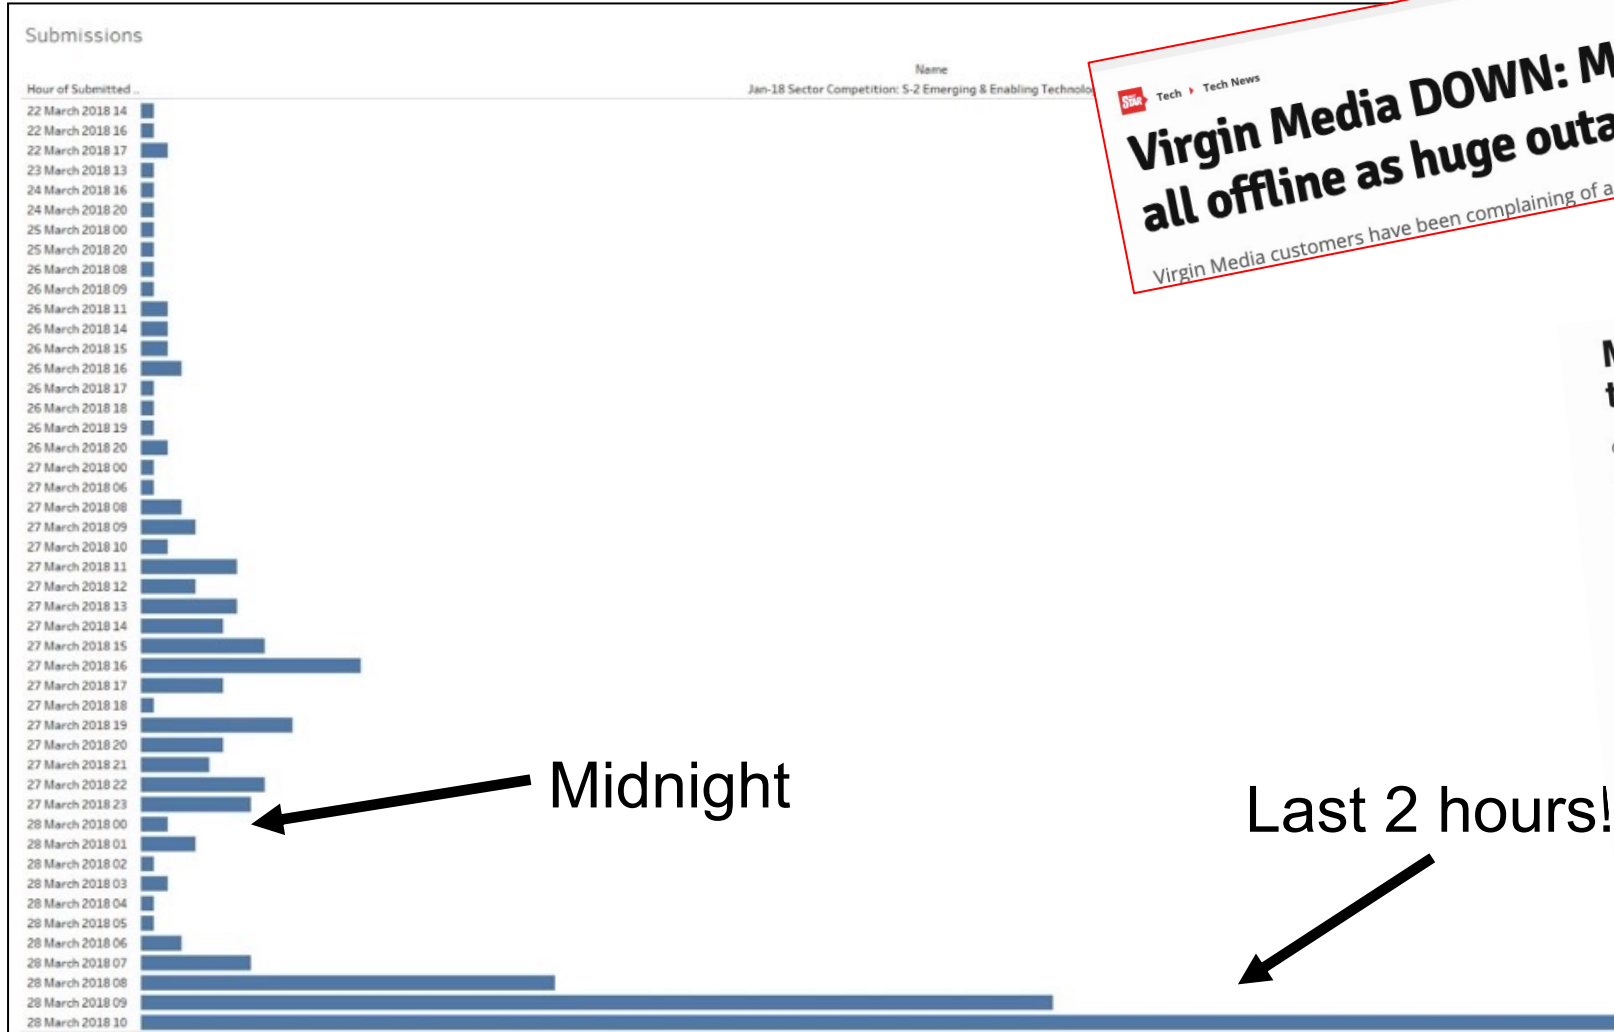 Submissions
Name
Hour of Submitted ..
Jan-18 Sector Competition: S-2 Emerging & Enabling
STAR Tech Tech News
Virgin Media DOWN:
all offline as huge
Virgin Media customers have been complaining of a
22 March 2018 14
22 March 2018 16
22 March 2018 17
23 March 2018 13
24 March 2018 16
24 March 2018 20
25 March 2018 00
25 March 2018 20
26 March 2018 08
26 March 2018 09
26 March 2018 11
26 March 2018 14
26 March 2018 15
26 March 2018 16
26 March 2018 17
26 March 2018 18
26 March 2018 19
26 March 2018 20
27 March 2018 00
27 March 2018 06
27 March 2018 08
27 March 2018 09
27 March 2018 10
27 March 2018 11
27 March 2018 12
27 March 2018 13
27 March 2018 14
27 March 2018 15
27 March 2018 16
27 March 2018 17
27 March 2018 18
27 March 2018 19
27 March 2018 20
27 March 2018 21
27 March 2018 22
27 March 2018 23
28 March 2018 00
28 March 2018 01
28 March 2018 02
28 March 2018 03
28 March 2018 04
28 March 2018 05
28 March 2018 06
28 March 2018 07
28 March 2018 08
28 March 2018 09
28 March 2018 10
Midnight
Last 2 hours!